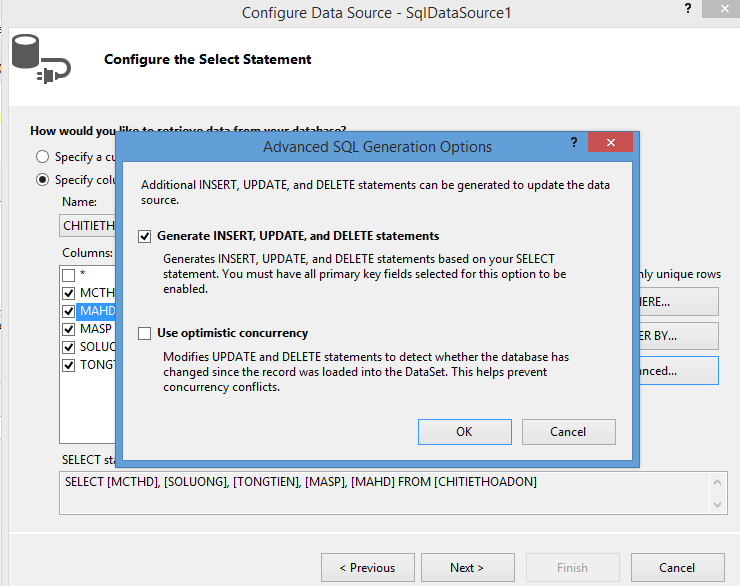 Configure Data Source - SqlDataSource1
?
Configure the Select Statement
How would you like to retrieve data from your database?
Specify a cu
Specify colu
Name:
CHITIETH
Columns:
*
MCTH
MAHD
MASP
SOLUO
TONGT
nly unique rows
ERE...
ER BY...
anced...
Advanced SQL Generation Options
?
Additional INSERT, UPDATE, and DELETE statements can be generated to update the data
source.
Generate INSERT, UPDATE, and DELETE statements
Generates INSERT, UPDATE, and DELETE statements based on your SELECT
statement. You must have all primary key fields selected for this option to be
enabled.
Use optimistic concurrency
Modifies UPDATE and DELETE statements to detect whether the database has
changed since the record was loaded into the DataSet. This helps prevent
concurrency conflicts.
OK Cancel
SELECT sta
SELECT [MCTHD], [SOLUONG], [TONGTIEN], [MASP], [MAHD] FROM [CHITIETHOADON]
< Previous Next > Finish Cancel